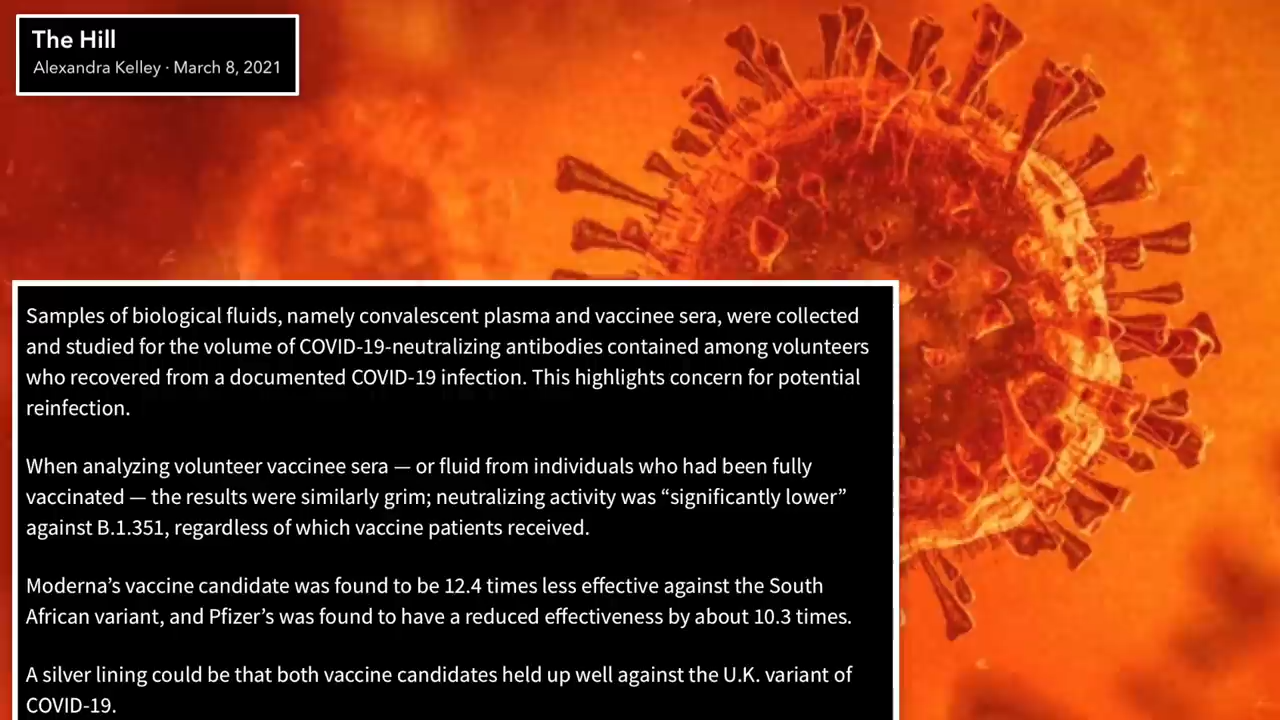 The Hill
Alexandra Kelley · March 8, 2021
Samples of biological fluids, namely convalescent plasma and vaccinee sera, were collected
and studied for the volume of COVID-19-neutralizing antibodies contained among volunteers
who recovered from a documented COVID-19 infection. This highlights concern for potential
reinfection.
When analyzing volunteer vaccinee sera — or fluid from individuals who had been fully
vaccinated — the results were similarly grim; neutralizing activity was “significantly lower”
against B.1.351, regardless of which vaccine patients received.
Moderna’s vaccine candidate was found to be 12.4 times less effective against the South
African variant, and Pfizer’s was found to have a reduced effectiveness by about 10.3 times.
A silver lining could be that both vaccine candidates held up well against the U.K. variant of
COVID-19.